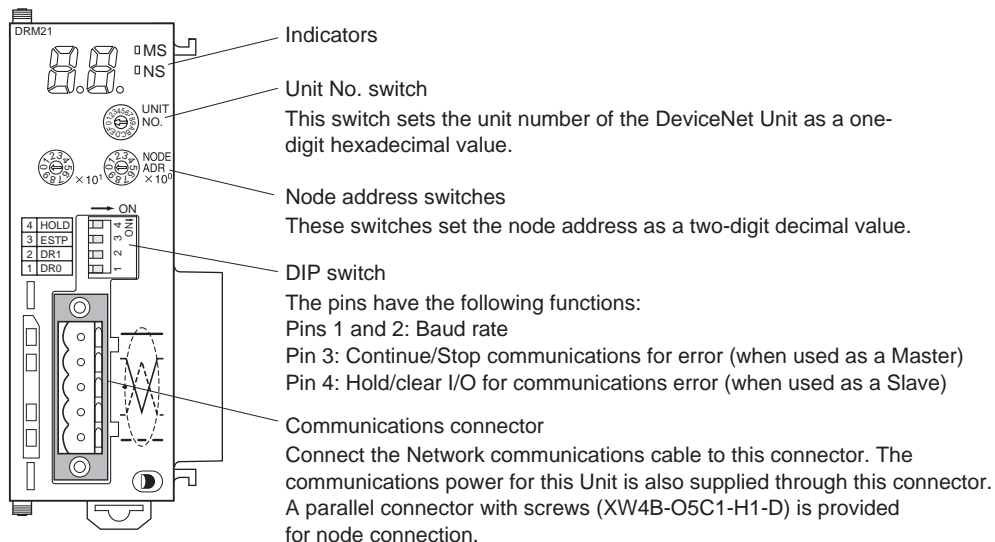 DRM21
MS
NS
UNIT
NO.
NODE
ADR
×10¹
×10⁰
→ ON
4 HOLD
3 ESTP
2 DR1
1 DR0
ON
4
3
2
1
Indicators
Unit No. switch
This switch sets the unit number of the DeviceNet Unit as a one-
digit hexadecimal value.
Node address switches
These switches set the node address as a two-digit decimal value.
DIP switch
The pins have the following functions:
Pins 1 and 2: Baud rate
Pin 3: Continue/Stop communications for error (when used as a Master)
Pin 4: Hold/clear I/O for communications error (when used as a Slave)
Communications connector
Connect the Network communications cable to this connector. The
communications power for this Unit is also supplied through this connector.
A parallel connector with screws (XW4B-O5C1-H1-D) is provided
for node connection.